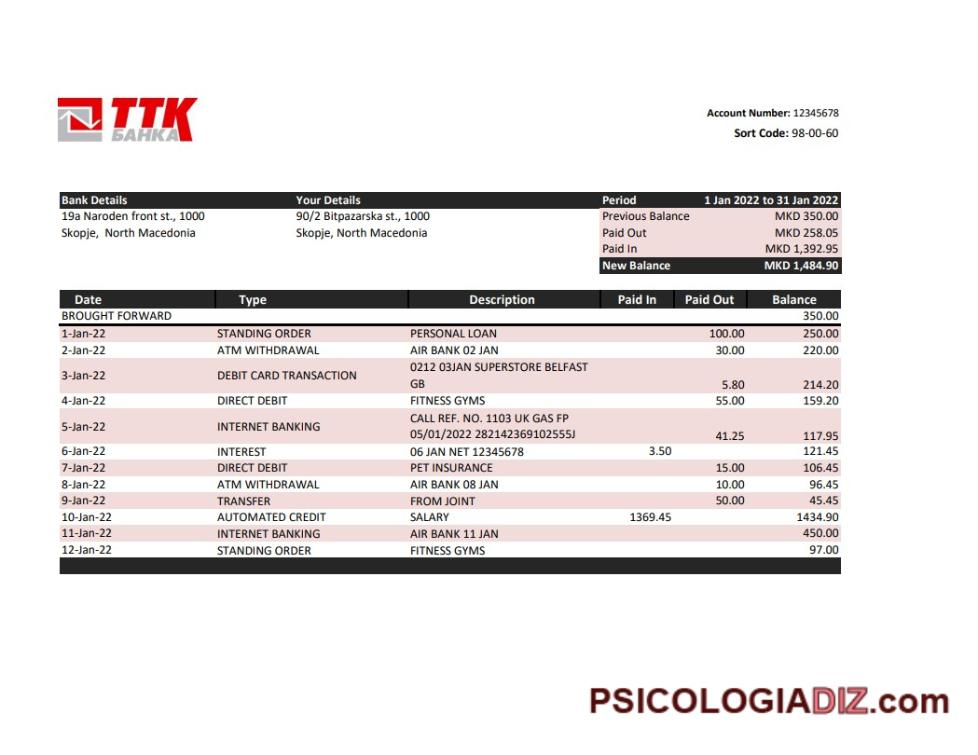 ТТК
БАНКА
Account Number: 12345678
Sort Code: 98-00-60
Bank Details Your Details Period 1 Jan 2022 to 31 Jan 2022
19a Naroden front st., 1000 90/2 Bitpazarska st., 1000 Previous Balance MKD 350.00
Skopje, North Macedonia Skopje, North Macedonia Paid Out MKD 258.05
Paid In MKD 1,392.95
New Balance MKD 1,484.90
Date Type Description Paid In Paid Out Balance
BROUGHT FORWARD 350.00
1-Jan-22 STANDING ORDER PERSONAL LOAN 100.00 250.00
2-Jan-22 ATM WITHDRAWAL AIR BANK 02 JAN 30.00 220.00
3-Jan-22 DEBIT CARD TRANSACTION 0212 03JAN SUPERSTORE BELFAST
GB 5.80 214.20
4-Jan-22 DIRECT DEBIT FITNESS GYMS 55.00 159.20
5-Jan-22 INTERNET BANKING CALL REF. NO. 1103 UK GAS FP
05/01/2022 282142369102555J 41.25 117.95
6-Jan-22 INTEREST 06 JAN NET 12345678 3.50 121.45
7-Jan-22 DIRECT DEBIT PET INSURANCE 15.00 106.45
8-Jan-22 ATM WITHDRAWAL AIR BANK 08 JAN 10.00 96.45
9-Jan-22 TRANSFER FROM JOINT 50.00 45.45
10-Jan-22 AUTOMATED CREDIT SALARY 1369.45 1434.90
11-Jan-22 INTERNET BANKING AIR BANK 11 JAN 450.00
12-Jan-22 STANDING ORDER FITNESS GYMS 97.00
PSICOLOGIADIZ.com